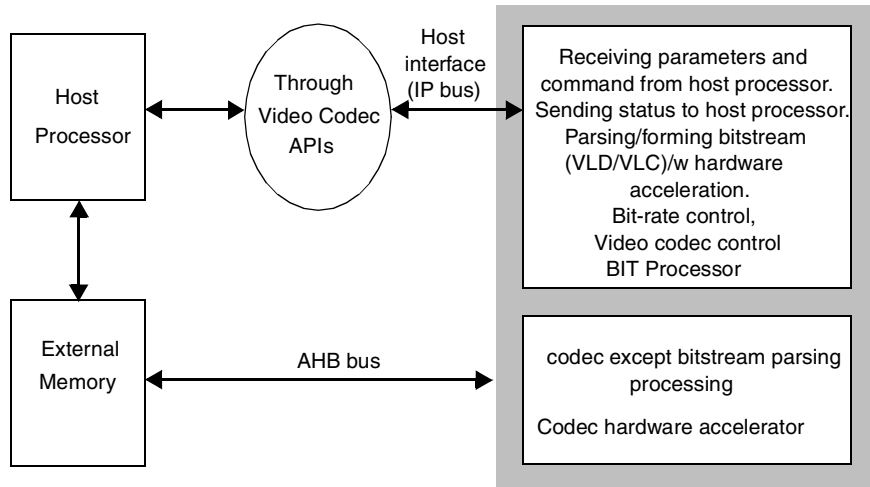 Host
Processor
Through
Video Codec
APIs
Host
interface
(IP bus)
Receiving parameters and
command from host processor.
Sending status to host processor.
Parsing/forming bitstream
(VLD/VLC)/w hardware
acceleration.
Bit-rate control,
Video codec control
BIT Processor
External
Memory
AHB bus
codec except bitstream parsing
processing
Codec hardware accelerator